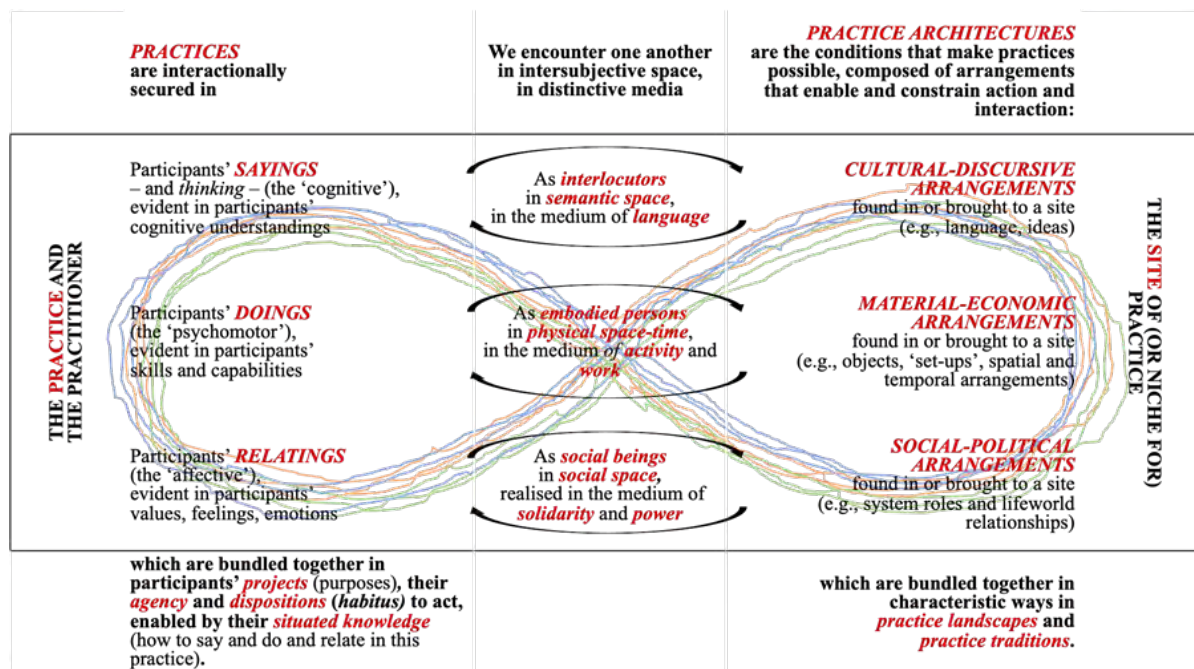 PRACTICES
are interactionally
secured in
We encounter one another
in intersubjective space,
in distinctive media
PRACTICE ARCHITECTURES
are the conditions that make practices
possible, composed of arrangements
that enable and constrain action and
interaction:
THE PRACTICE AND
THE PRACTITIONER
Participants’ SAYINGS
– and thinking – (the ‘cognitive’),
evident in participants’
cognitive understandings
As interlocutors
in semantic space,
in the medium of language
CULTURAL-DISCURSIVE
ARRANGEMENTS
found in or brought to a site
(e.g., language, ideas)
Participants’ DOINGS
(the ‘psychomotor’),
evident in participants’
skills and capabilities
As embodied persons
in physical space-time,
in the medium of activity and
work
MATERIAL-ECONOMIC
ARRANGEMENTS
found in or brought to a site
(e.g., objects, ‘set-ups’, spatial and
temporal arrangements)
Participants’ RELATINGS
(the ‘affective’),
evident in participants’
values, feelings, emotions
As social beings
in social space,
realised in the medium of
solidarity and power
SOCIAL-POLITICAL
ARRANGEMENTS
found in or brought to a site
(e.g., system roles and lifeworld
relationships)
THE SITE OF (OR NICHE FOR)
PRACTICE
which are bundled together in
participants’ projects (purposes), their
agency and dispositions (habitus) to act,
enabled by their situated knowledge
(how to say and do and relate in this
practice).
which are bundled together in
characteristic ways in
practice landscapes and
practice traditions.